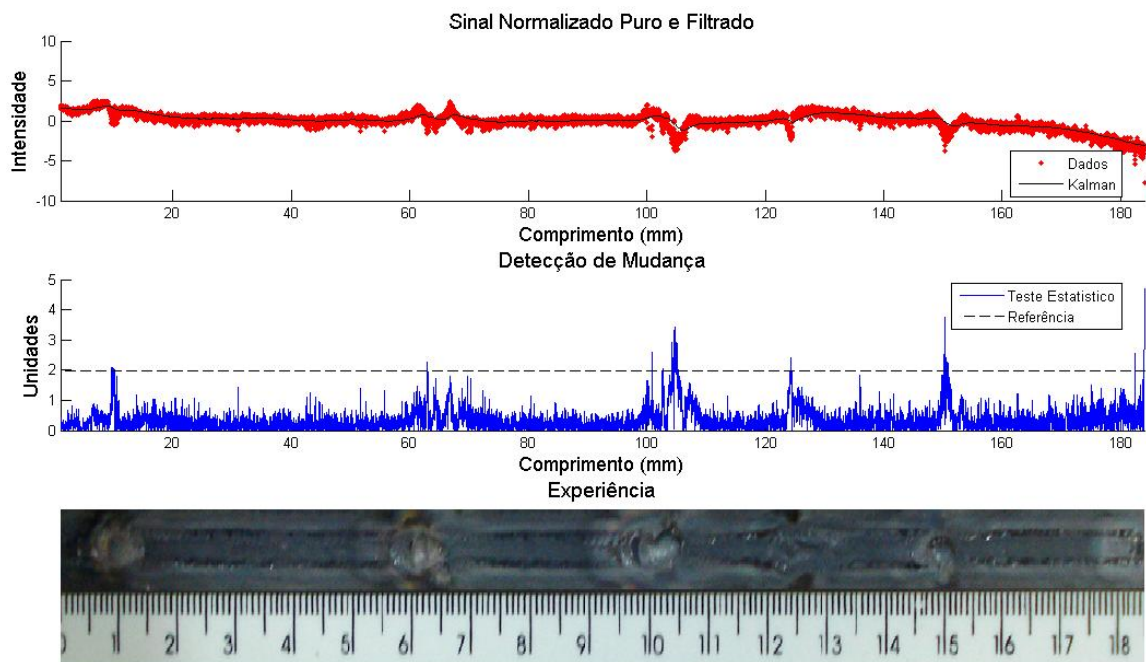 Sinal Normalizado Puro e Filtrado
10
5
0
-5
-10
Intensidade
Dados
Kalman
20 40 60 80 100 120 140 160 180
Comprimento (mm)
Detecção de Mudança
5
4
3
2
1
0
Unidades
Teste Estatistico
Referência
20 40 60 80 100 120 140 160 180
Comprimento (mm)
Experiência
0 1 2 3 4 5 6 7 8 9 10 11 12 13 14 15 16 17 18